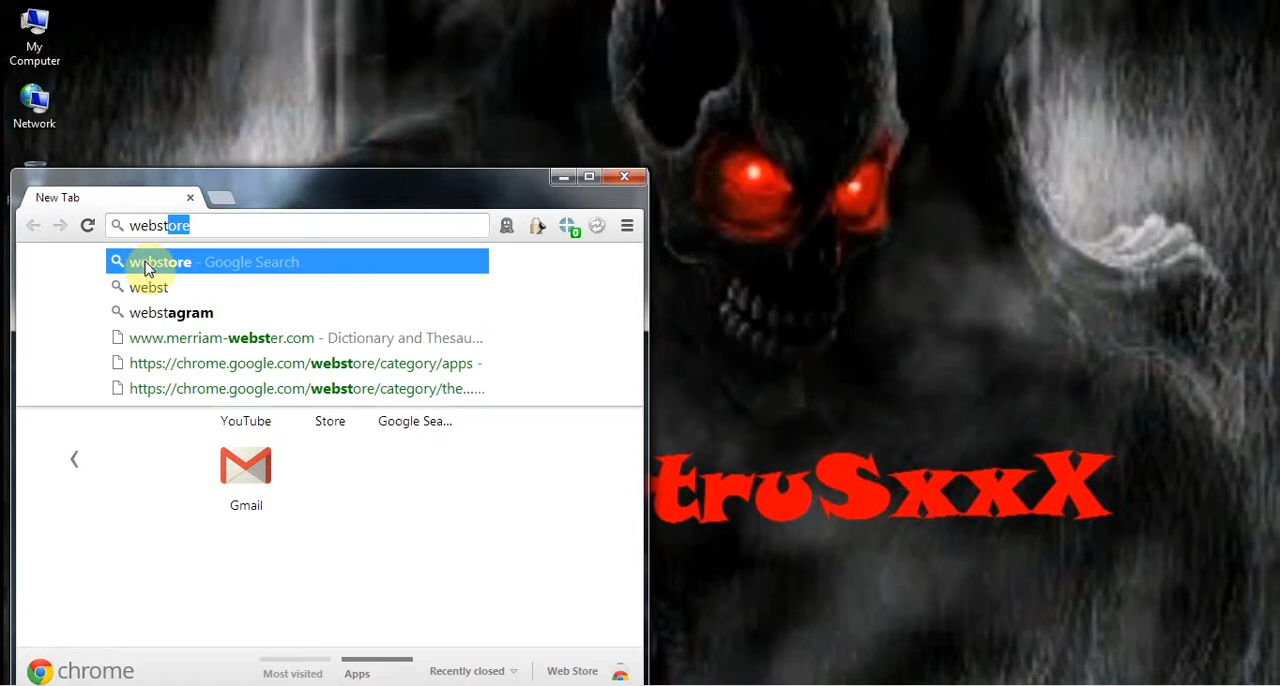 My
Computer
Network
New Tab
webstore
webstore - Google Search
webst
webstagram
www.merriam-webster.com - Dictionary and Thesau...
https://chrome.google.com/webstore/category/apps -
https://chrome.google.com/webstore/category/the......
YouTube Store Google Sea...
Gmail
truSxxX
chrome Most visited Apps Recently closed Web Store
0